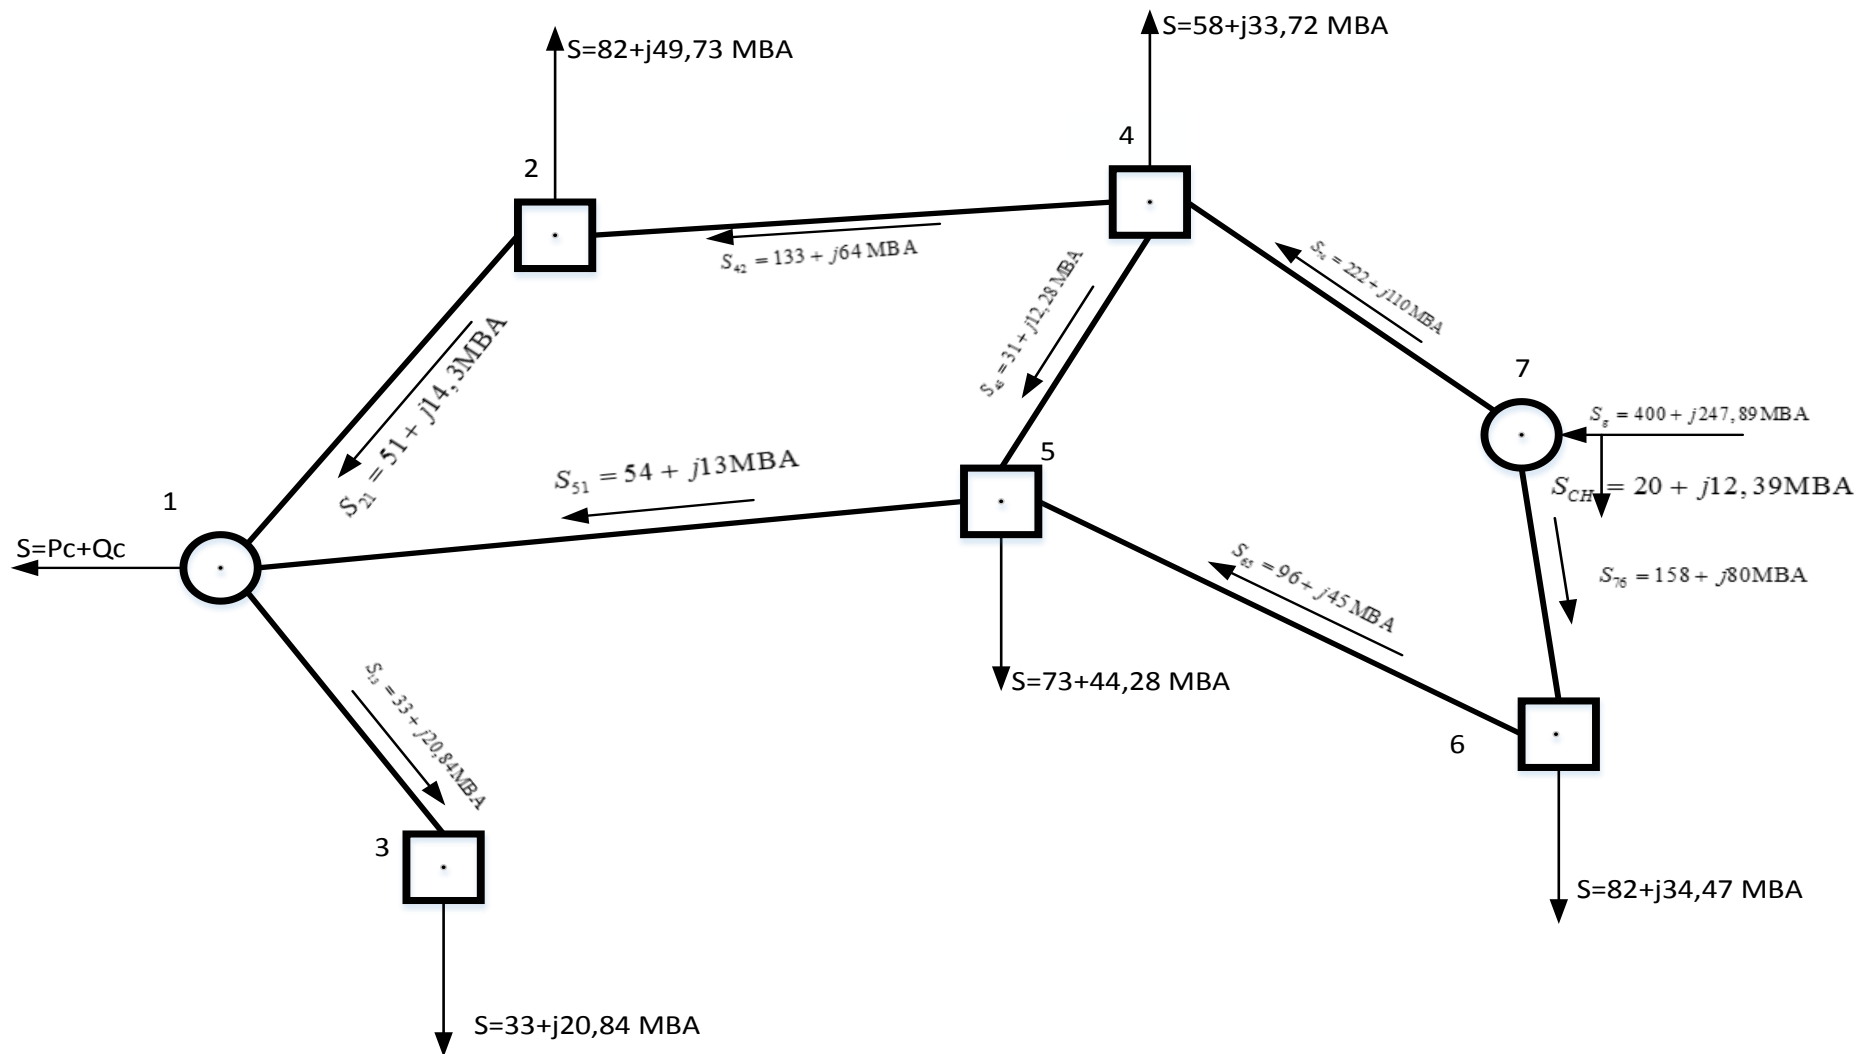 S=58+j33,72 MBA
S=82+j49,73 MBA
4
2
S₄₂ = 133 + j64 MBA
S₇₄ = 222 + j110 MBA
S₄₅ = 31 + j12,28 MBA
S₂₁ = 51 + j14,3MBA
7
S_g = 400 + j247,89 MBA
5
S₅₁ = 54 + j13MBA
S_CH = 20 + j12,39MBA
1
S=Pc+Qc
S₆₅ = 96 + j45 MBA
S₇₆ = 158 + j80MBA
S=73+44,28 MBA
S₁₃ = 33 + j20,84MBA
6
3
S=82+j34,47 MBA
S=33+j20,84 MBA